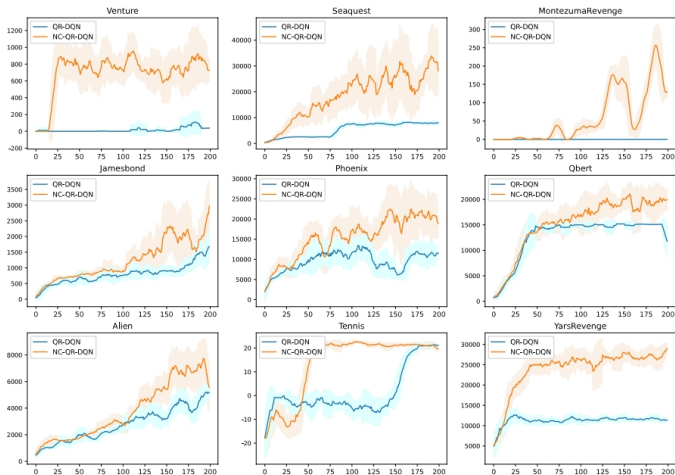 Venture
QR-DQN
NC-QR-DQN
1200
1000
800
600
400
200
0
-200
0 25 50 75 100 125 150 175 200
Seaquest
QR-DQN
NC-QR-DQN
40000
30000
20000
10000
0
0 25 50 75 100 125 150 175 200
MontezumaRevenge
QR-DQN
NC-QR-DQN
300
250
200
150
100
50
0
0 25 50 75 100 125 150 175 200
Jamesbond
QR-DQN
NC-QR-DQN
3500
3000
2500
2000
1500
1000
500
0
0 25 50 75 100 125 150 175 200
Phoenix
QR-DQN
NC-QR-DQN
30000
25000
20000
15000
10000
5000
0
0 25 50 75 100 125 150 175 200
Qbert
QR-DQN
NC-QR-DQN
20000
15000
10000
5000
0
0 25 50 75 100 125 150 175 200
Alien
QR-DQN
NC-QR-DQN
8000
6000
4000
2000
0
0 25 50 75 100 125 150 175 200
Tennis
QR-DQN
NC-QR-DQN
20
10
0
-10
-20
0 25 50 75 100 125 150 175 200
YarsRevenge
QR-DQN
NC-QR-DQN
30000
25000
20000
15000
10000
5000
0 25 50 75 100 125 150 175 200